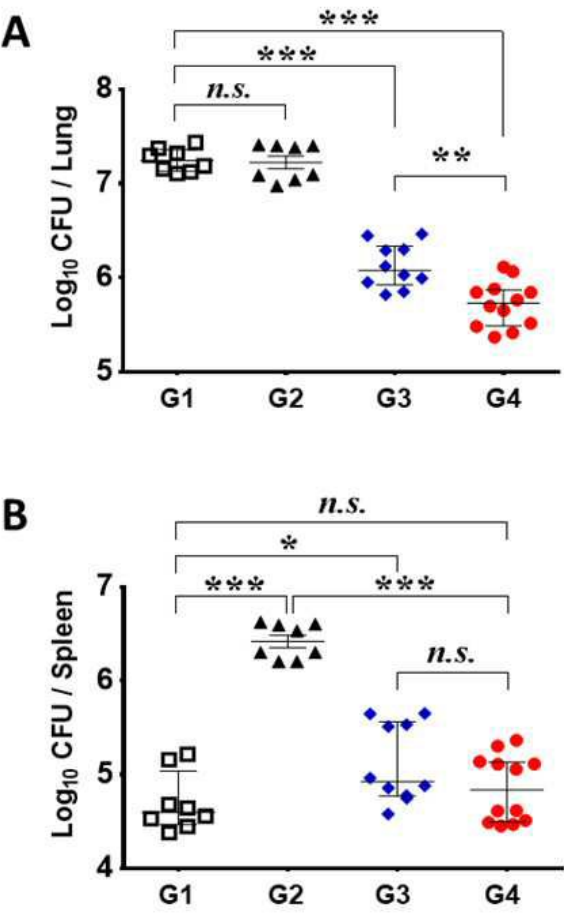 A
***
***
n.s.
**
8
7
6
5
Log10 CFU / Lung
G1 G2 G3 G4
B
n.s.
*
*** ***
n.s.
7
6
5
4
Log10 CFU / Spleen
G1 G2 G3 G4